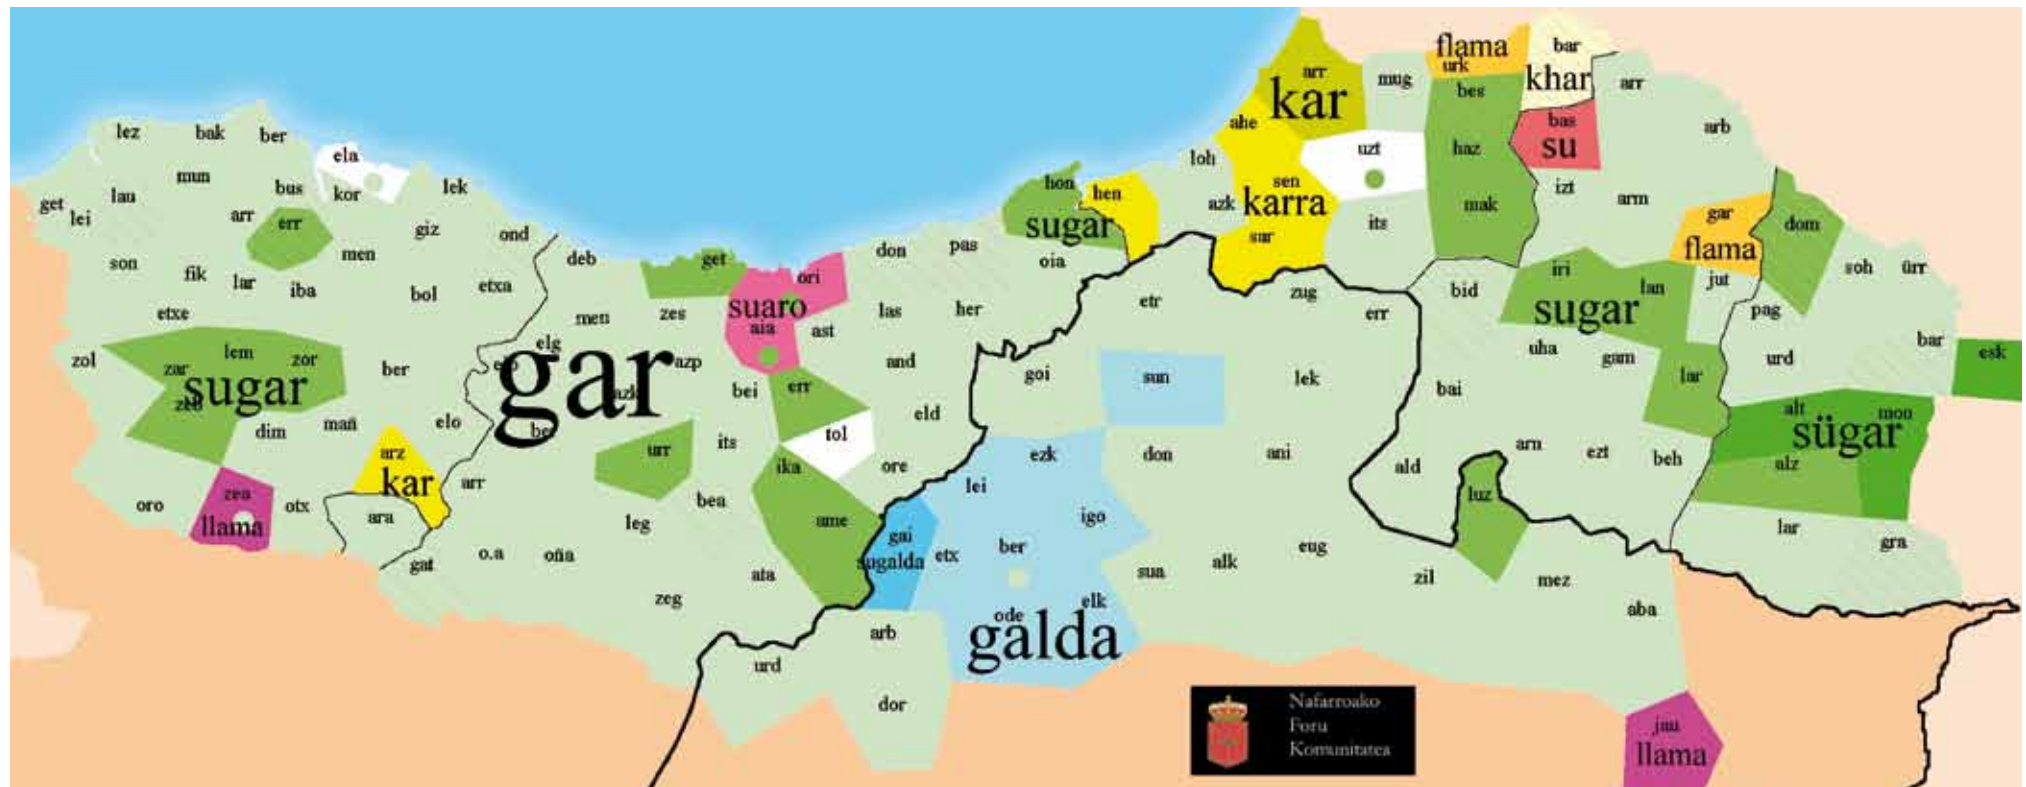 flama
bar
urk
khar
arr
kar
mug
bes
arr
ahe
bas
su
arb
lez
bak
ber
ela
uzt
haz
loh
mun
bus
kor
lek
hon
hen
sen
izt
lau
get
lei
azk
karra
mak
arm
gar
arr
err
giz
sugar
sar
its
flama
dom
ond
men
don
pas
oia
son
fik
deb
get
iri
soh
ürr
lar
iba
bol
etxa
ori
lan
jut
etr
zug
bid
etxe
men
zes
suaro
aia
ast
las
her
err
sugar
pag
zol
lem
zor
elg
gar
azp
and
uha
gam
urd
bar
esk
zar
sugar
ber
azk
bei
err
goi
sun
lek
bai
lar
dim
mañ
elo
its
tol
eld
alt
mon
sügar
arz
kar
urr
ika
ore
ezk
don
ani
ald
arn
ezt
beh
alz
zea
llama
oro
otx
ara
arr
bea
leg
ame
lei
igo
luz
lar
gra
gat
o.a
oña
ata
zeg
gai
sugalda
etx
ber
sua
alk
eug
zil
mez
aba
arb
urd
dor
ode
elk
galda
Nafarroako
Foru
Komunitatea
jau
llama